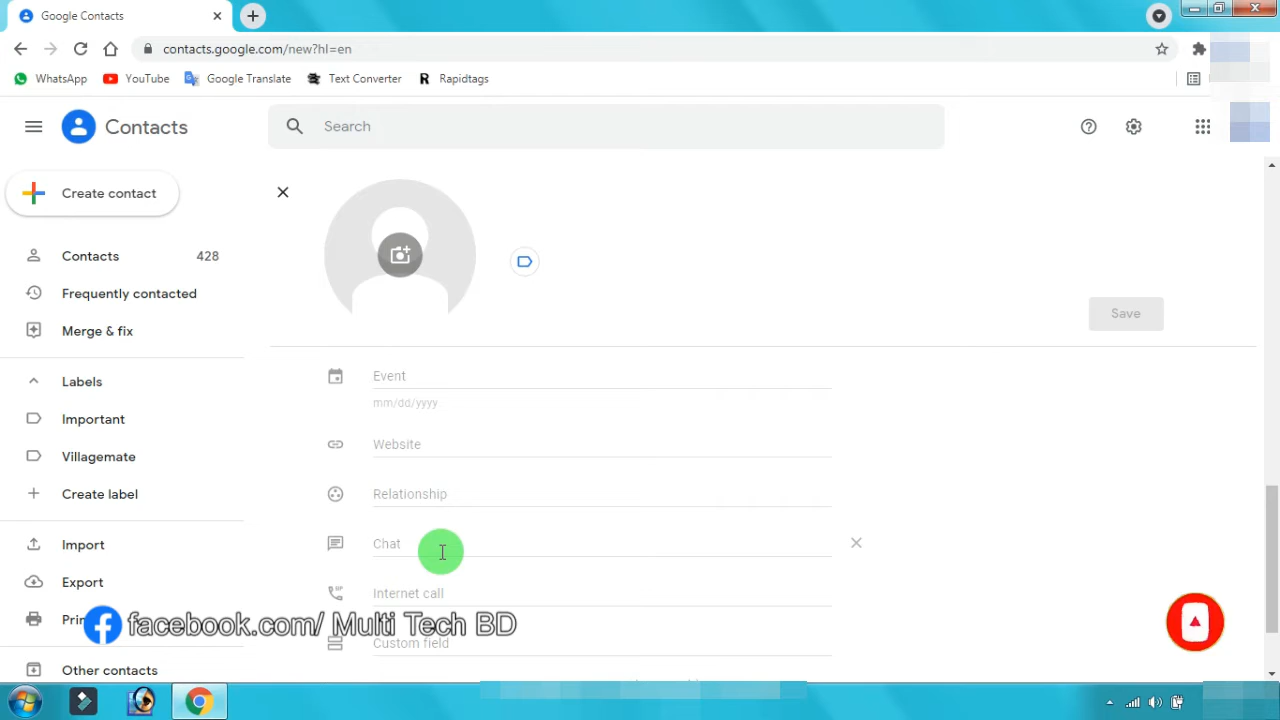 Google Contacts
contacts.google.com/new?hl=en
WhatsApp YouTube Google Translate Text Converter R Rapidtags
Contacts
Search
Create contact
Contacts 428
Frequently contacted
Merge & fix
Labels
Important
Villagemate
Create label
Import
Export
Other contacts
Save
Event
mm/dd/yyyy
Website
Relationship
Chat
Internet call
facebook.com/ Multi Tech BD
Custom field